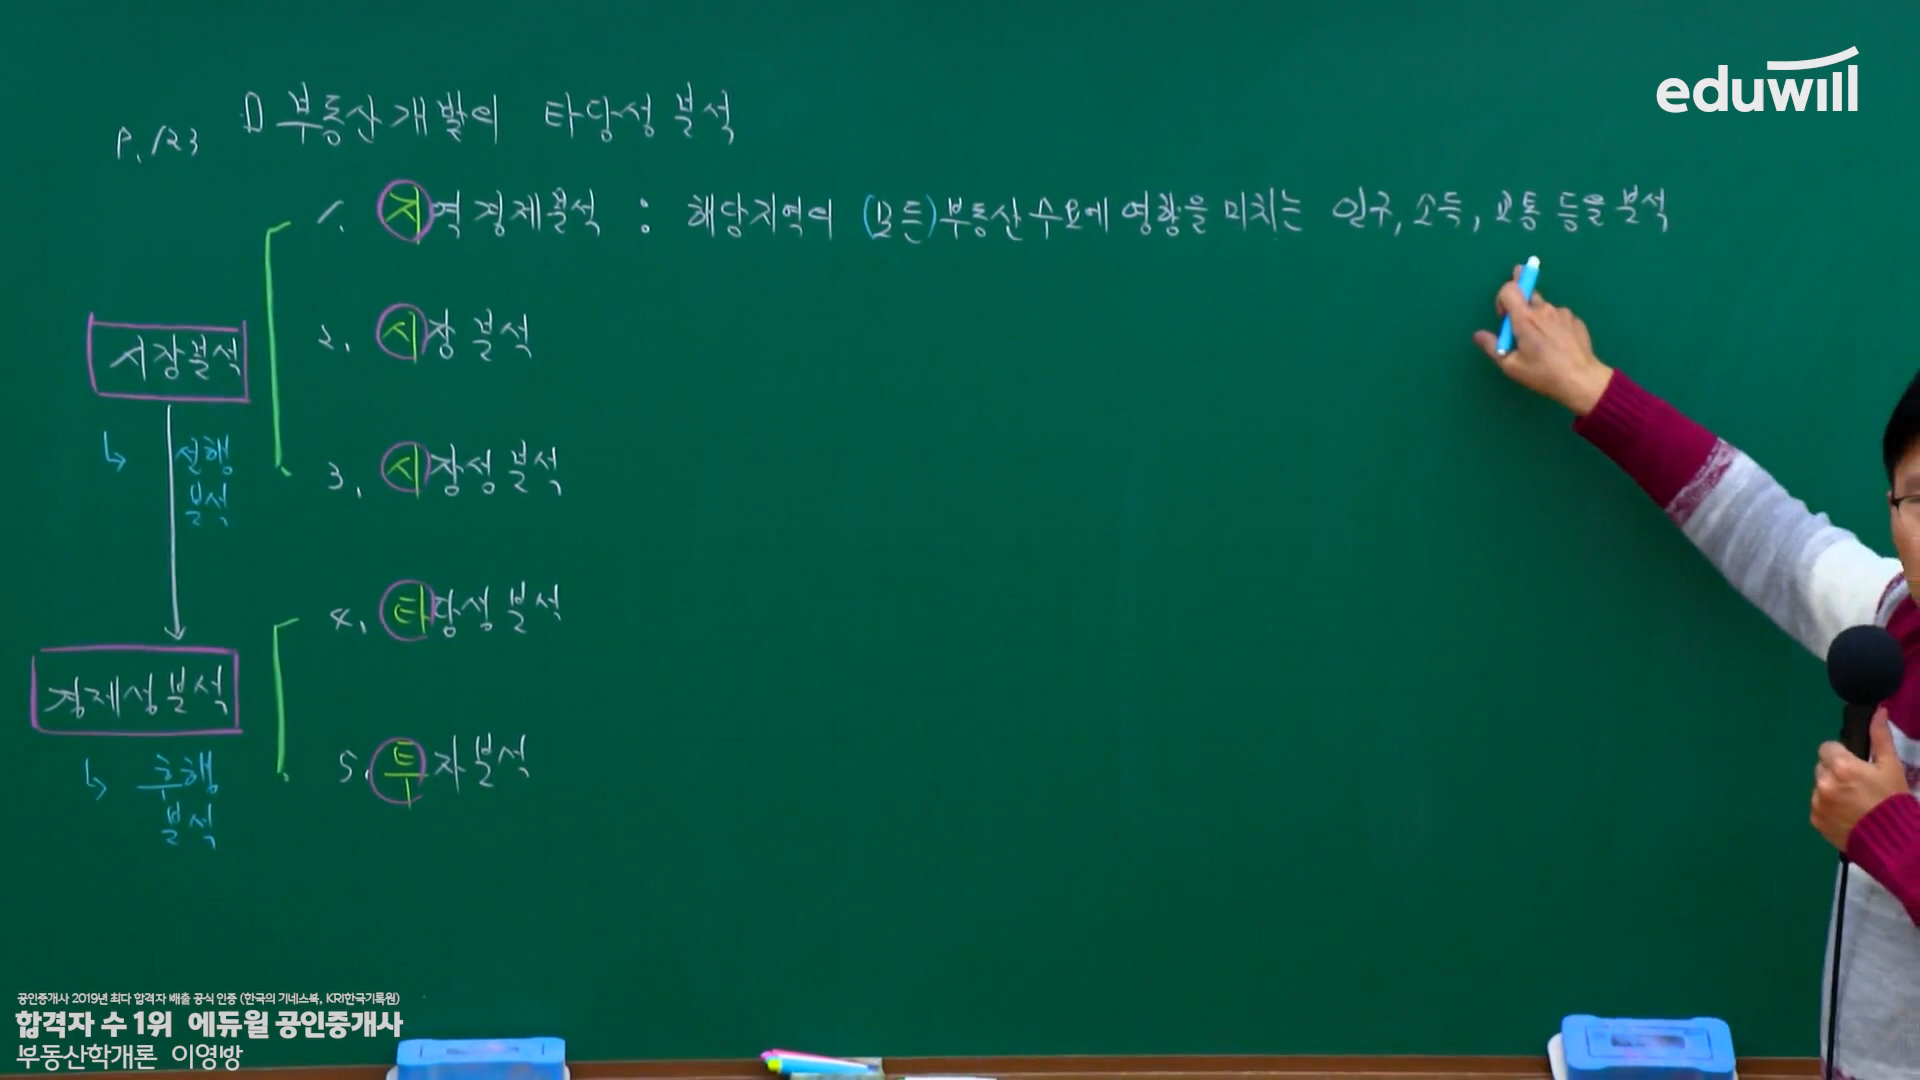 eduwill
P.123
1) 부동산개발의 타당성 분석
1. 지역경제분석 : 해당지역의 (모든) 부동산 수요에 영향을 미치는 인구, 소득, 교통 등을 분석
2. 시장 분석
시장분석
↳ 선행
분석
3. 시장성 분석
4. 타당성 분석
경제성 분석
↳ 후행
분석
5. 투자분석
공인중개사 2019년 최다 합격자 배출 공식 인증 (한국의 기네스북, KRI한국기록원)
합격자 수 1위 에듀윌 공인중개사
부동산학개론 이영방